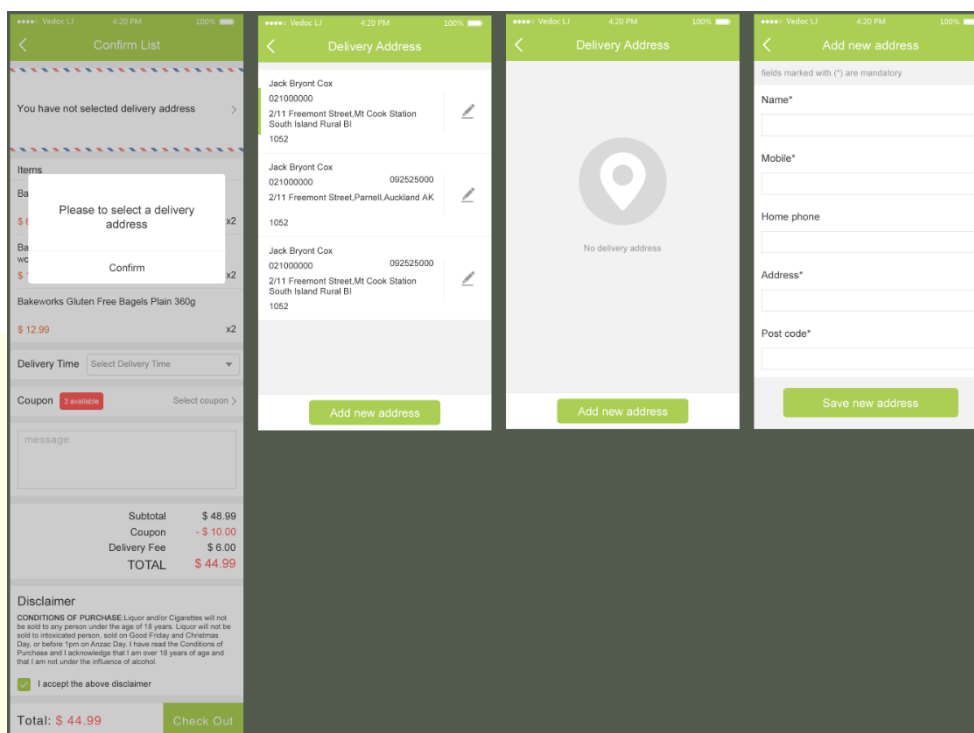 Vedoc LJ 4:20 PM 100%
Confirm List
You have not selected delivery address
Items
Ba
Please to select a delivery
address
$ x2
Ba
Confirm
$ x2
Bakeworks Gluten Free Bagels Plain 360g
$ 12.99 x2
Delivery Time Select Delivery Time
Coupon 3 available Select coupon
message
Subtotal $ 48.99
Coupon - $ 10.00
Delivery Fee $ 6.00
TOTAL $ 44.99
Disclaimer
CONDITIONS OF PURCHASE:Liquor and/or Cigarettes will not
be sold to any person under the age of 18 years. Liquor will not be
sold to intoxicated person, sold on Good Friday and Christmas
Day, or before 1pm on Anzac Day. I have read the Conditions of
Purchase and I acknowledge that I am over 18 years of age and
that I am not under the influence of alcohol.
I accept the above disclaimer
Total: $ 44.99 Check Out
Vedoc LJ 4:20 PM 100%
Delivery Address
Jack Bryont Cox
021000000
2/11 Freemont Street,Mt Cook Station
South Island Rural BI
1052
Jack Bryont Cox
021000000 092525000
2/11 Freemont Street,Parnell,Auckland AK
1052
Jack Bryont Cox
021000000 092525000
2/11 Freemont Street,Mt Cook Station
South Island Rural BI
1052
Add new address
Vedoc LJ 4:20 PM 100%
Delivery Address
No delivery address
Add new address
Vedoc LJ 4:20 PM 100%
Add new address
fields marked with (*) are mandatory
Name*
Mobile*
Home phone
Address*
Post code*
Save new address